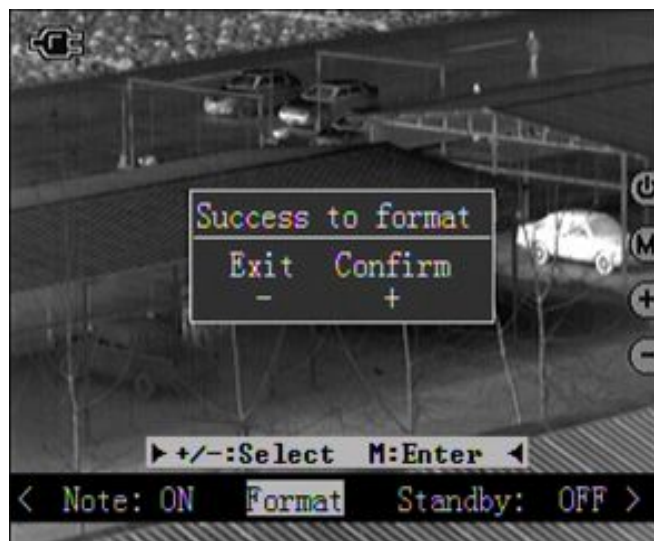 Success to format
Exit Confirm
- +
M
+
-
+/-:Select M:Enter
< Note: ON Format Standby: OFF >